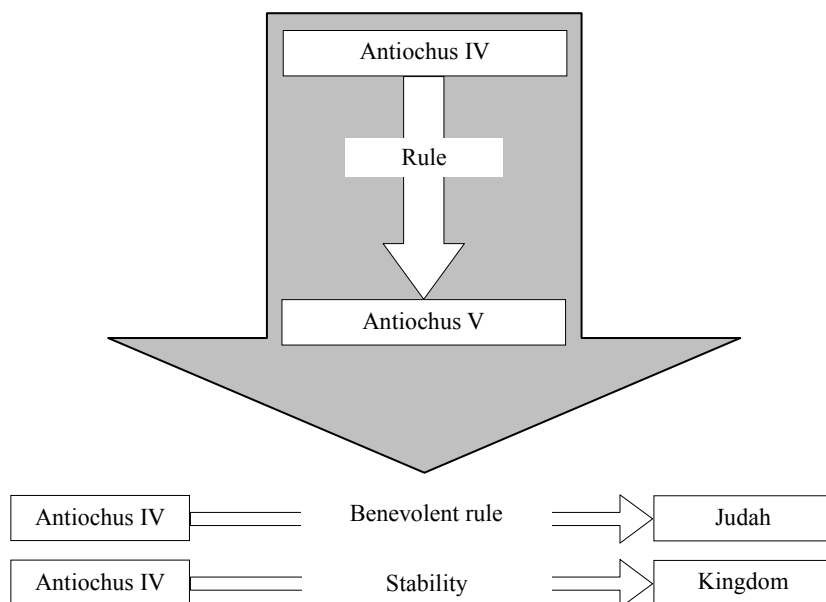 Antiochus IV
Rule
Antiochus V
Antiochus IV Benevolent rule Judah
Antiochus IV Stability Kingdom